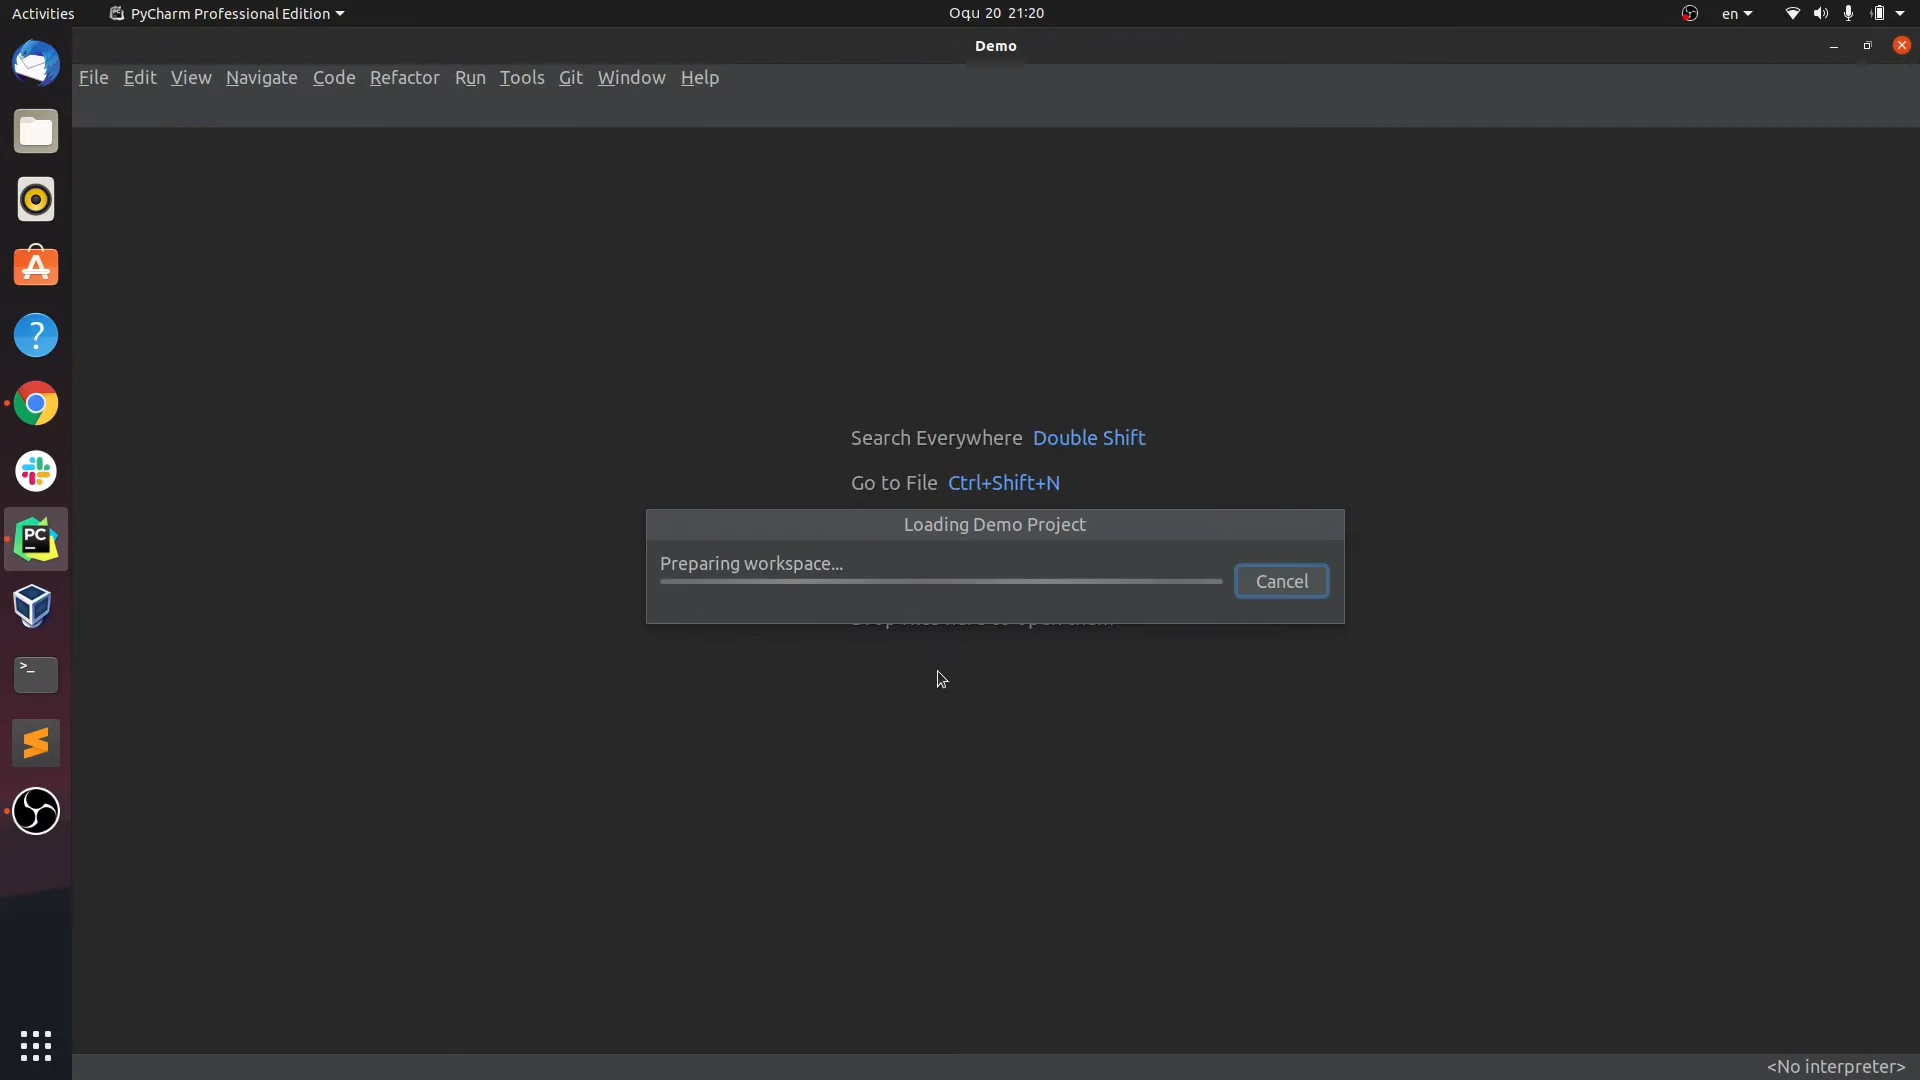 Activities
PyCharm Professional Edition
Oqu 20 21:20
en
Demo
File Edit View Navigate Code Refactor Run Tools Git Window Help
Search Everywhere Double Shift
Go to File Ctrl+Shift+N
Loading Demo Project
Preparing workspace...
Cancel
PC
<No interpreter>